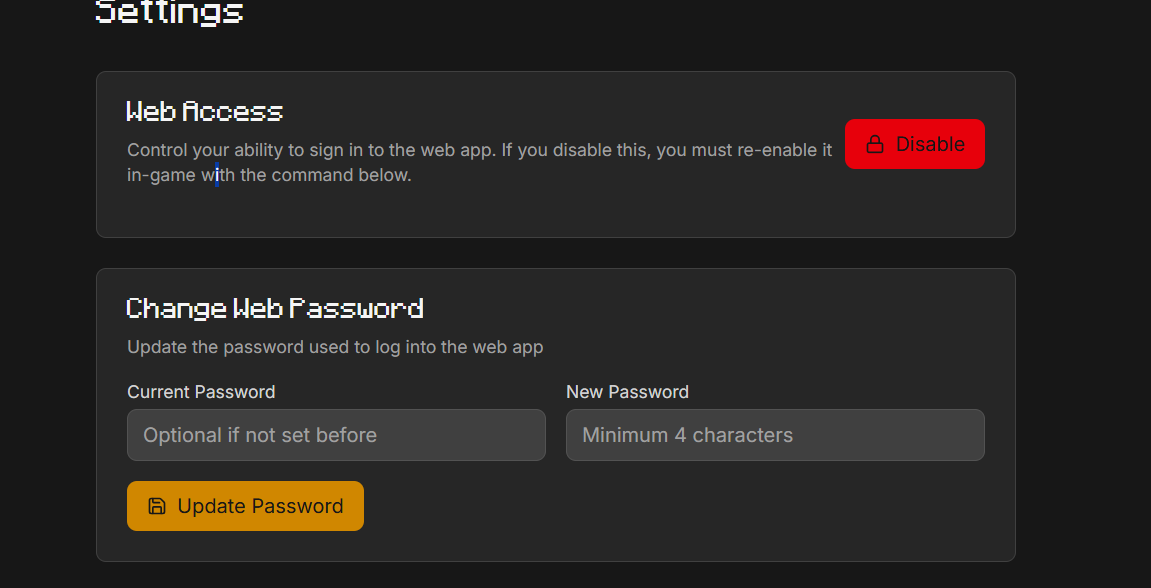 Settings
Web Access
Control your ability to sign in to the web app. If you disable this, you must re-enable it
in-game with the command below.
Disable
Change Web Password
Update the password used to log into the web app
Current Password
New Password
Optional if not set before
Minimum 4 characters
Update Password